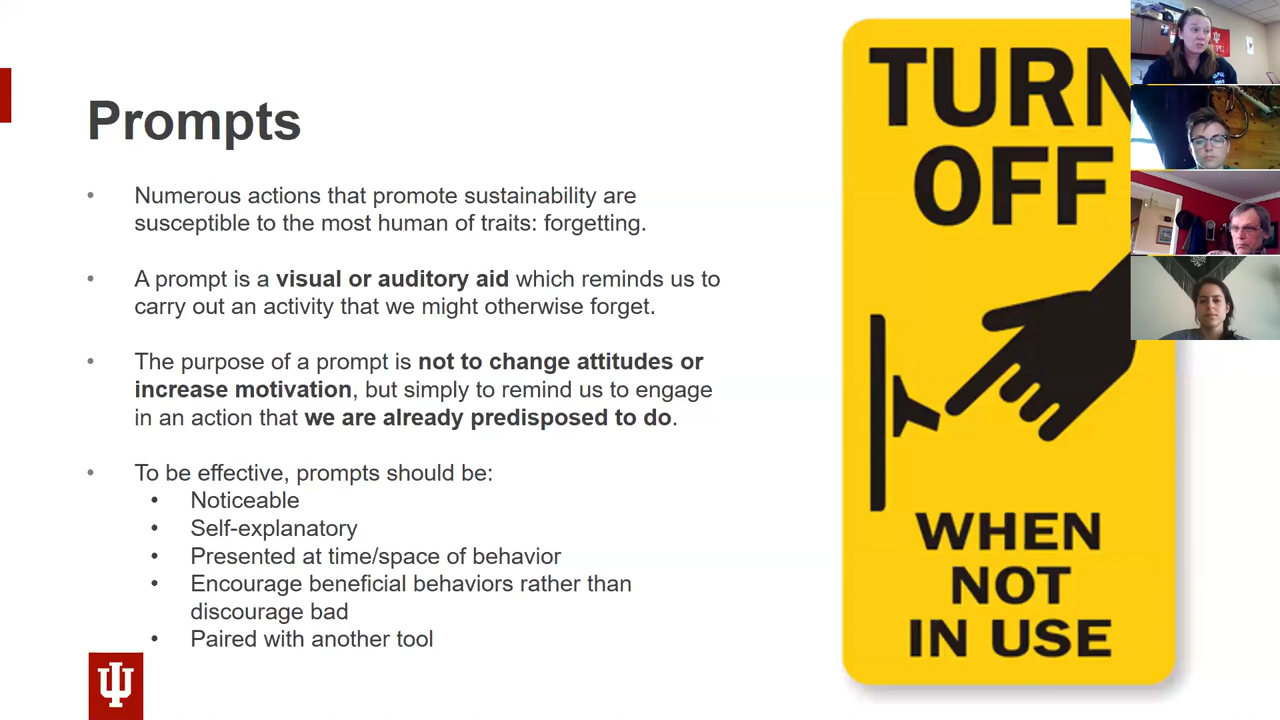 Prompts
• Numerous actions that promote sustainability are
susceptible to the most human of traits: forgetting.
• A prompt is a visual or auditory aid which reminds us to
carry out an activity that we might otherwise forget.
• The purpose of a prompt is not to change attitudes or
increase motivation, but simply to remind us to engage
in an action that we are already predisposed to do.
• To be effective, prompts should be:
• Noticeable
• Self-explanatory
• Presented at time/space of behavior
• Encourage beneficial behaviors rather than
discourage bad
• Paired with another tool
TURN
OFF
WHEN
NOT
IN USE